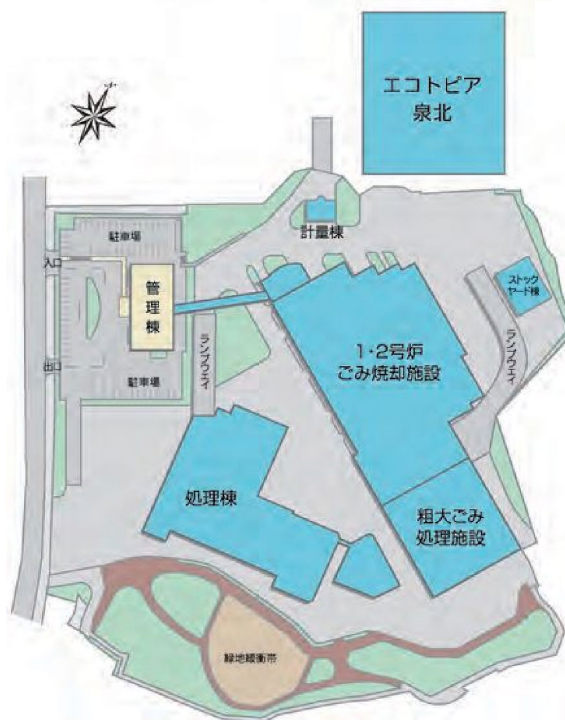 エコトピア
泉北
計量棟
駐車場
入口
管理棟
ストック
ヤード棟
ランプウェイ
ランプウェイ
1・2号炉
ごみ焼却施設
出口
駐車場
処理棟
粗大ごみ
処理施設
緑地緩衝帯